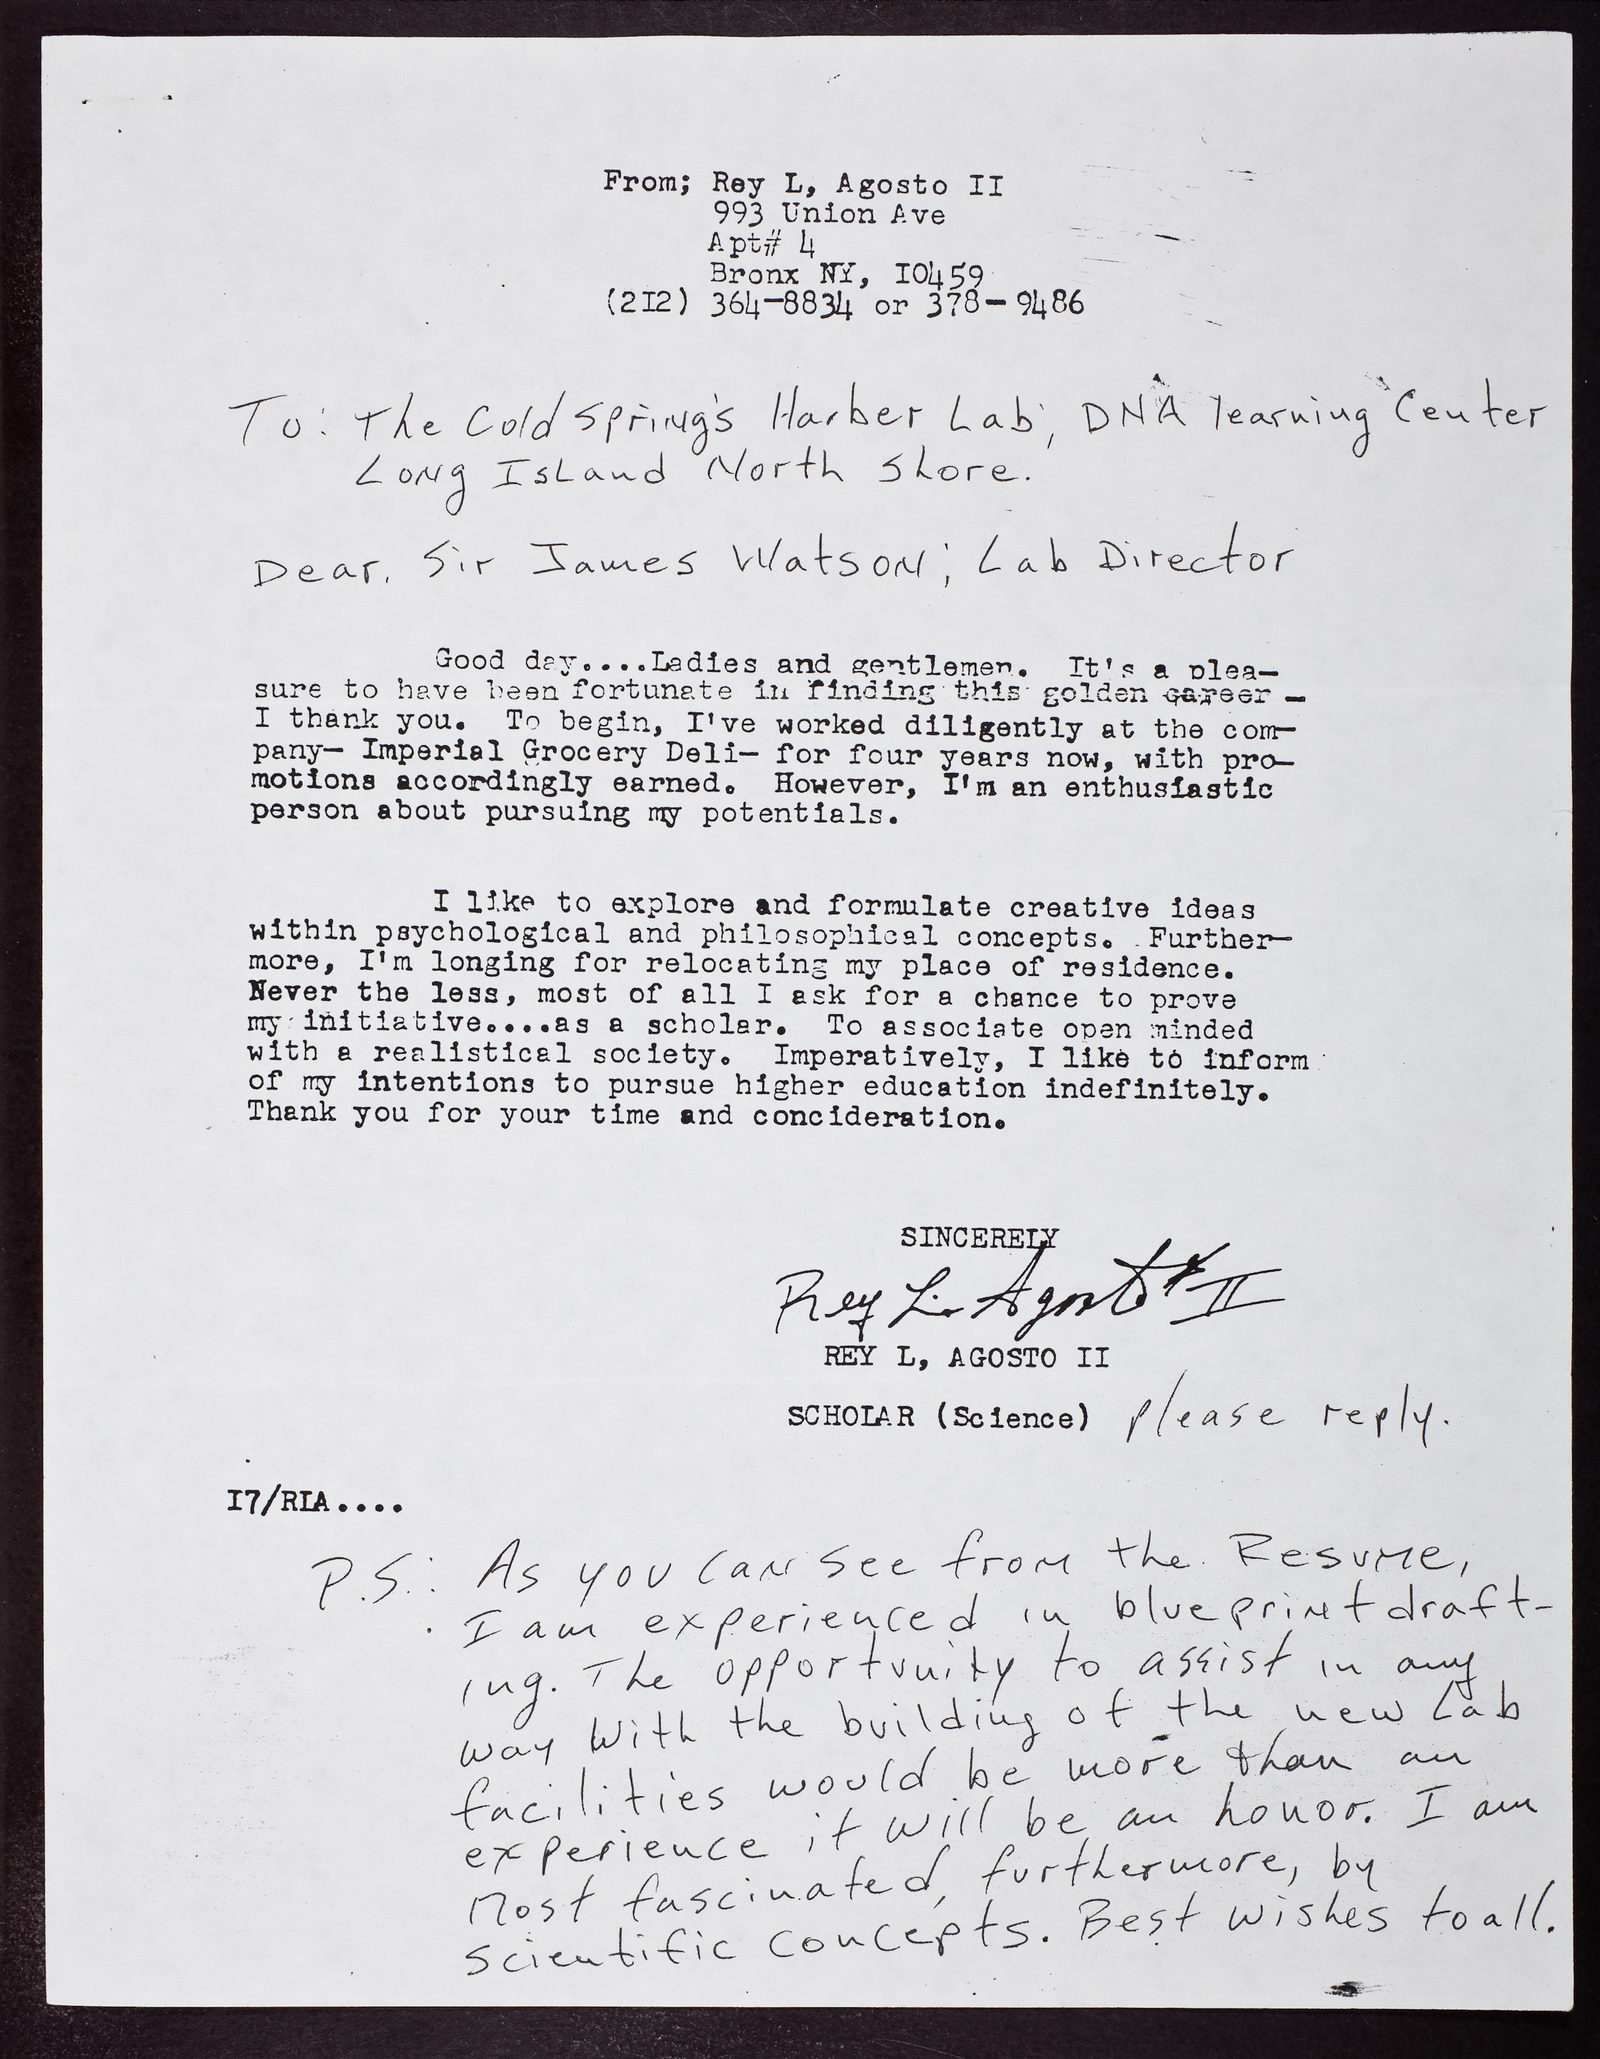 From; Rey L, Agosto II
993 Union Ave
Apt# 4
Bronx NY, I0459
(2I2) 364-8834 or 378-9486
To: The Cold Spring's Harber Lab; DNA learning Center
Long Island North Shore.
Dear. Sir James Watson; Lab Director
Good day....Ladies and gentlemen. It's a plea-
sure to have been fortunate in finding this golden career -
I thank you. To begin, I've worked diligently at the com-
pany- Imperial Grocery Deli- for four years now, with pro-
motions accordingly earned. However, I'm an enthusiastic
person about pursuing my potentials.
I like to explore and formulate creative ideas
within psychological and philosophical concepts. Further-
more, I'm longing for relocating my place of residence.
Never the less, most of all I ask for a chance to prove
my initiative....as a scholar. To associate open minded
with a realistical society. Imperatively, I like to inform
of my intentions to pursue higher education indefinitely.
Thank you for your time and concideration.
SINCERELY
Rey L. Agosto II
REY L, AGOSTO II
SCHOLAR (Science) please reply.
I7/RLA....
P.S.: As you can see from the Resume,
I am experienced in blueprint draft-
ing. The opportunity to assist in any
way with the building of the new Lab
facilities would be more than an
experience it will be an honor. I am
Most fascinated, furthermore, by
scientific concepts. Best wishes to all.